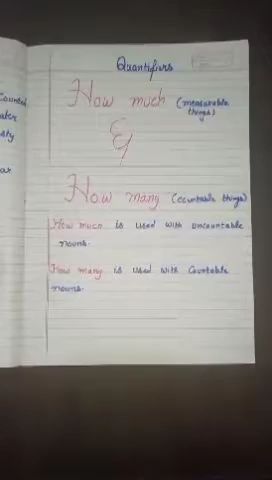 Quantifiers
How much (measurable
things)
&
How many (countable things)
How much is used with uncountable
nouns.
How many is used with Countable
nouns.